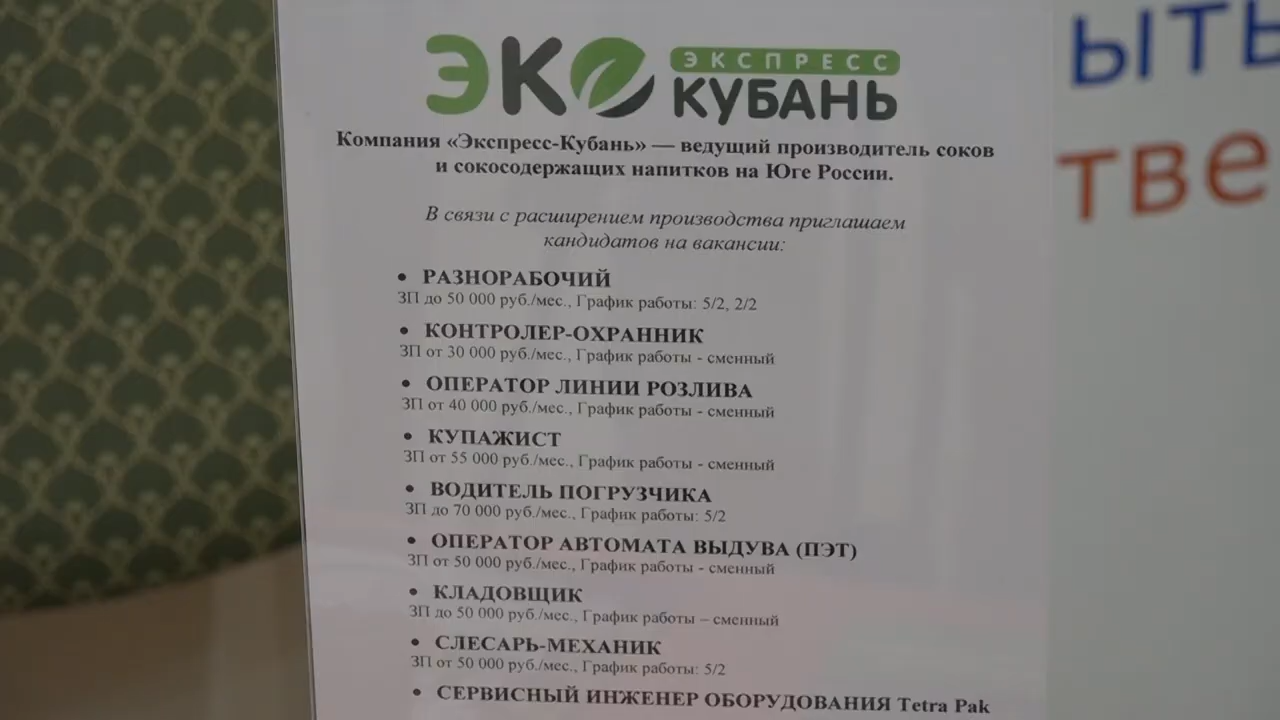 ЭКО ЭКСПРЕСС
КУБАНЬ
Компания «Экспресс-Кубань» — ведущий производитель соков
и сокосодержащих напитков на Юге России.
В связи с расширением производства приглашаем
кандидатов на вакансии:
• РАЗНОРАБОЧИЙ
ЗП до 50 000 руб./мес., График работы: 5/2, 2/2
• КОНТРОЛЕР-ОХРАННИК
ЗП от 30 000 руб./мес., График работы - сменный
• ОПЕРАТОР ЛИНИИ РОЗЛИВА
ЗП от 40 000 руб./мес., График работы - сменный
• КУПАЖИСТ
ЗП от 55 000 руб./мес., График работы - сменный
• ВОДИТЕЛЬ ПОГРУЗЧИКА
ЗП до 70 000 руб./мес., График работы: 5/2
• ОПЕРАТОР АВТОМАТА ВЫДУВА (ПЭТ)
ЗП от 50 000 руб./мес., График работы - сменный
• КЛАДОВЩИК
ЗП до 50 000 руб./мес., График работы – сменный
• СЛЕСАРЬ-МЕХАНИК
ЗП от 50 000 руб./мес., График работы: 5/2
• СЕРВИСНЫЙ ИНЖЕНЕР ОБОРУДОВАНИЯ Tetra Pak
ыть
тве